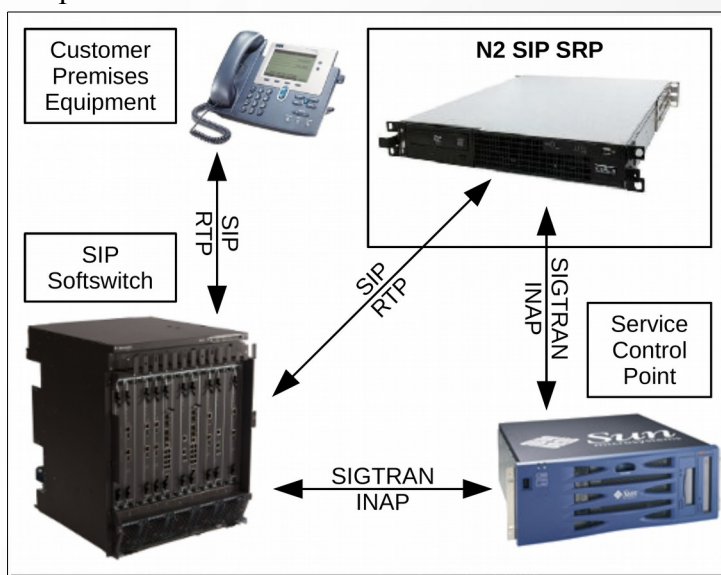 Customer
Premises
Equipment
N2 SIP SRP
SIP
RTP
SIP
RTP
SIP
Softswitch
SIGTRAN
INAP
Service
Control
Point
Sun
microsystems
SIGTRAN
INAP